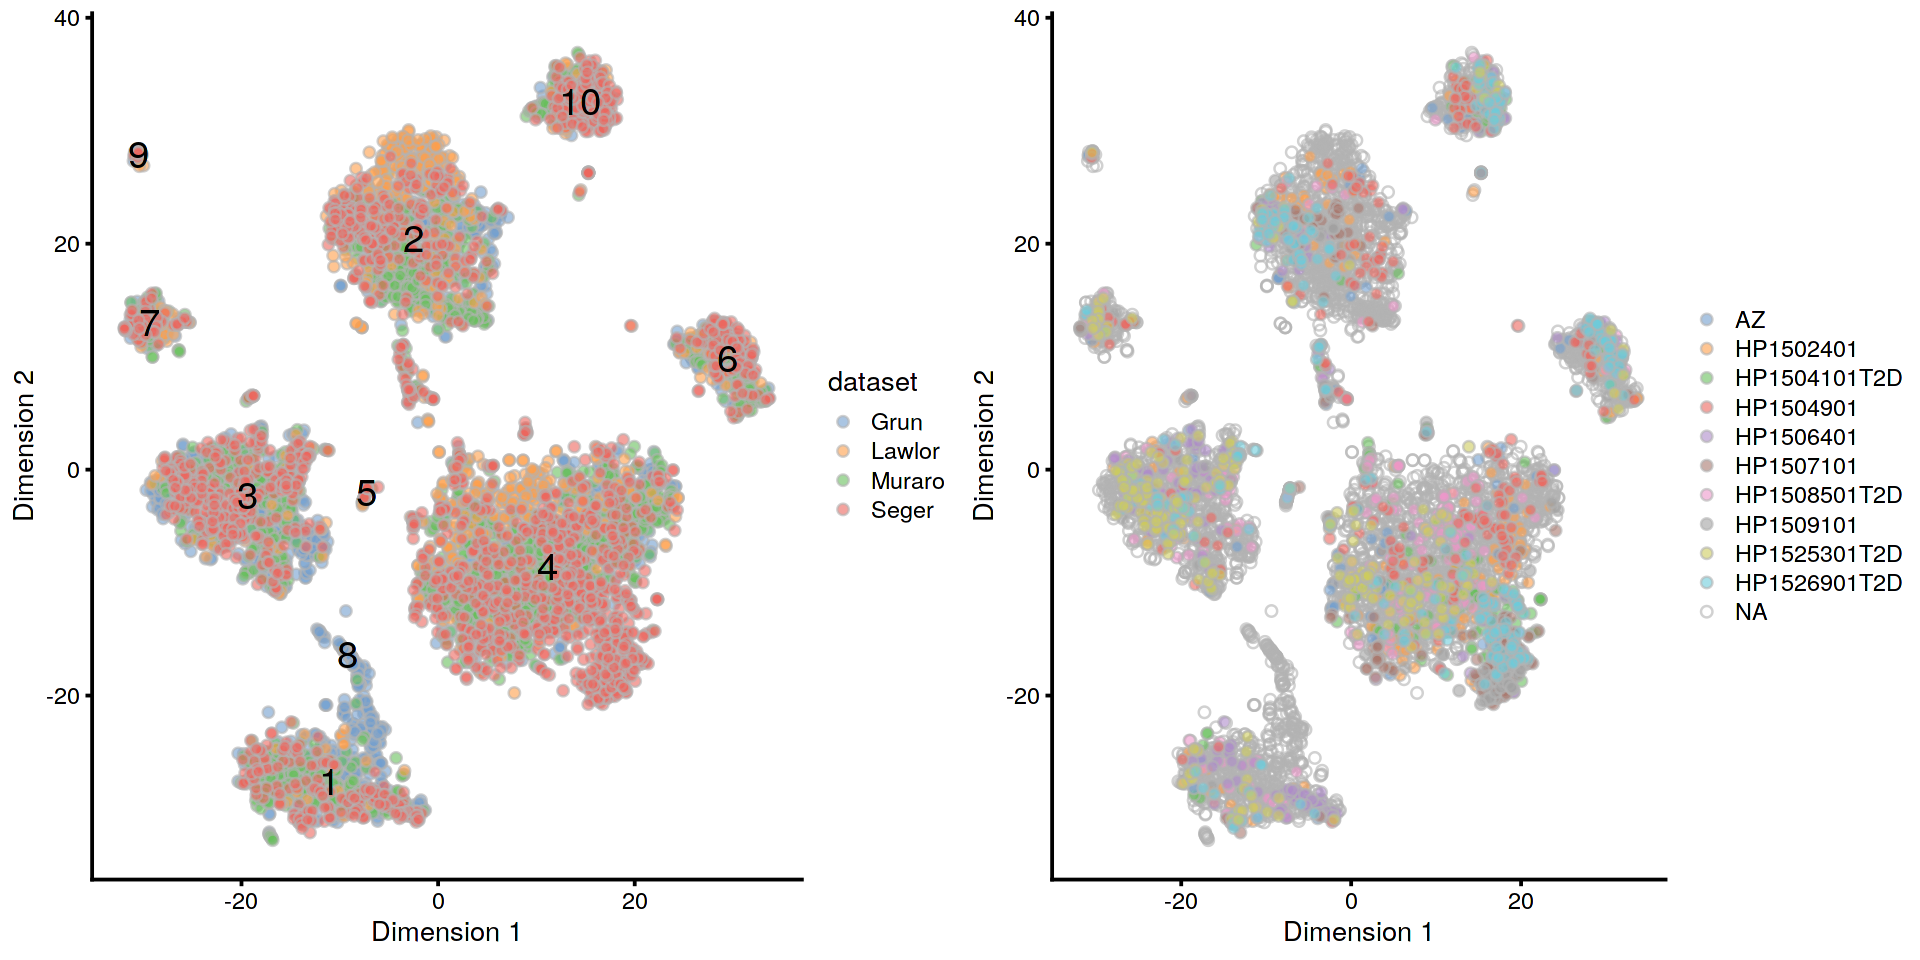 40
20
0
-20
-20
0
20
Dimension 1
Dimension 2
10
9
2
7
6
3
5
4
8
1
dataset
Grun
Lawlor
Muraro
Seger
40
20
0
-20
-20
0
20
Dimension 1
Dimension 2
AZ
HP1502401
HP1504101T2D
HP1504901
HP1506401
HP1507101
HP1508501T2D
HP1509101
HP1525301T2D
HP1526901T2D
NA